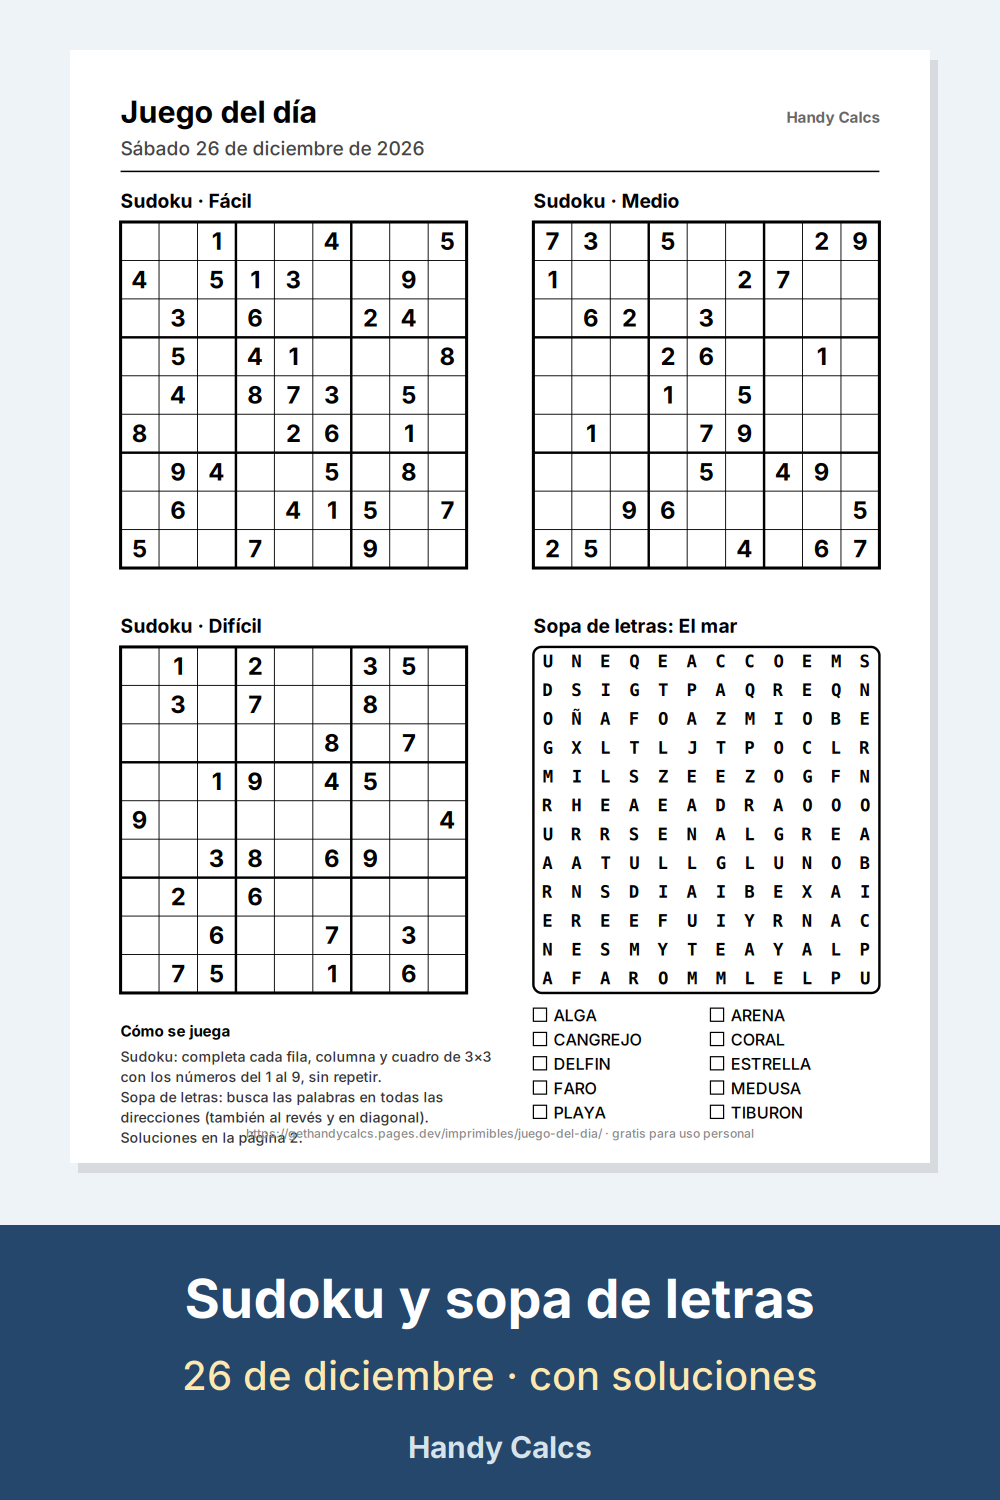 Juego del día
Handy Calcs
Sábado 26 de diciembre de 2026
Sudoku · Fácil
1 4 5
4 5 1 3 9
3 6 2 4
5 4 1 8
4 8 7 3 5
8 2 6 1
9 4 5 8
6 4 1 5 7
5 7 9
Sudoku · Medio
7 3 5 2 9
1 2 7
6 2 3
2 6 1
1 5
1 7 9
5 4 9
9 6 5
2 5 4 6 7
Sudoku · Difícil
1 2 3 5
3 7 8
8 7
1 9 4 5
9 4
3 8 6 9
2 6
6 7 3
7 5 1 6
Sopa de letras: El mar
U N E Q E A C C O E M S
D S I G T P A Q R E Q N
O Ñ A F O A Z M I O B E
G X L T L J T P O C L R
M I L S Z E E Z O G F N
R H E A E A D R A O O O
U R R S E N A L G R E A
A A T U L L G L U N O B
R N S D I A I B E X A I
E R E E F U I Y R N A C
N E S M Y T E A Y A L P
A F A R O M M L E L P U
ALGA
ARENA
CANGREJO
CORAL
DELFIN
ESTRELLA
FARO
MEDUSA
PLAYA
TIBURON
Cómo se juega
Sudoku: completa cada fila, columna y cuadro de 3×3
con los números del 1 al 9, sin repetir.
Sopa de letras: busca las palabras en todas las
direcciones (también al revés y en diagonal).
Soluciones en la página 2.
https://gethandycalcs.pages.dev/imprimibles/juego-del-dia/ · gratis para uso personal
Sudoku y sopa de letras
26 de diciembre · con soluciones
Handy Calcs